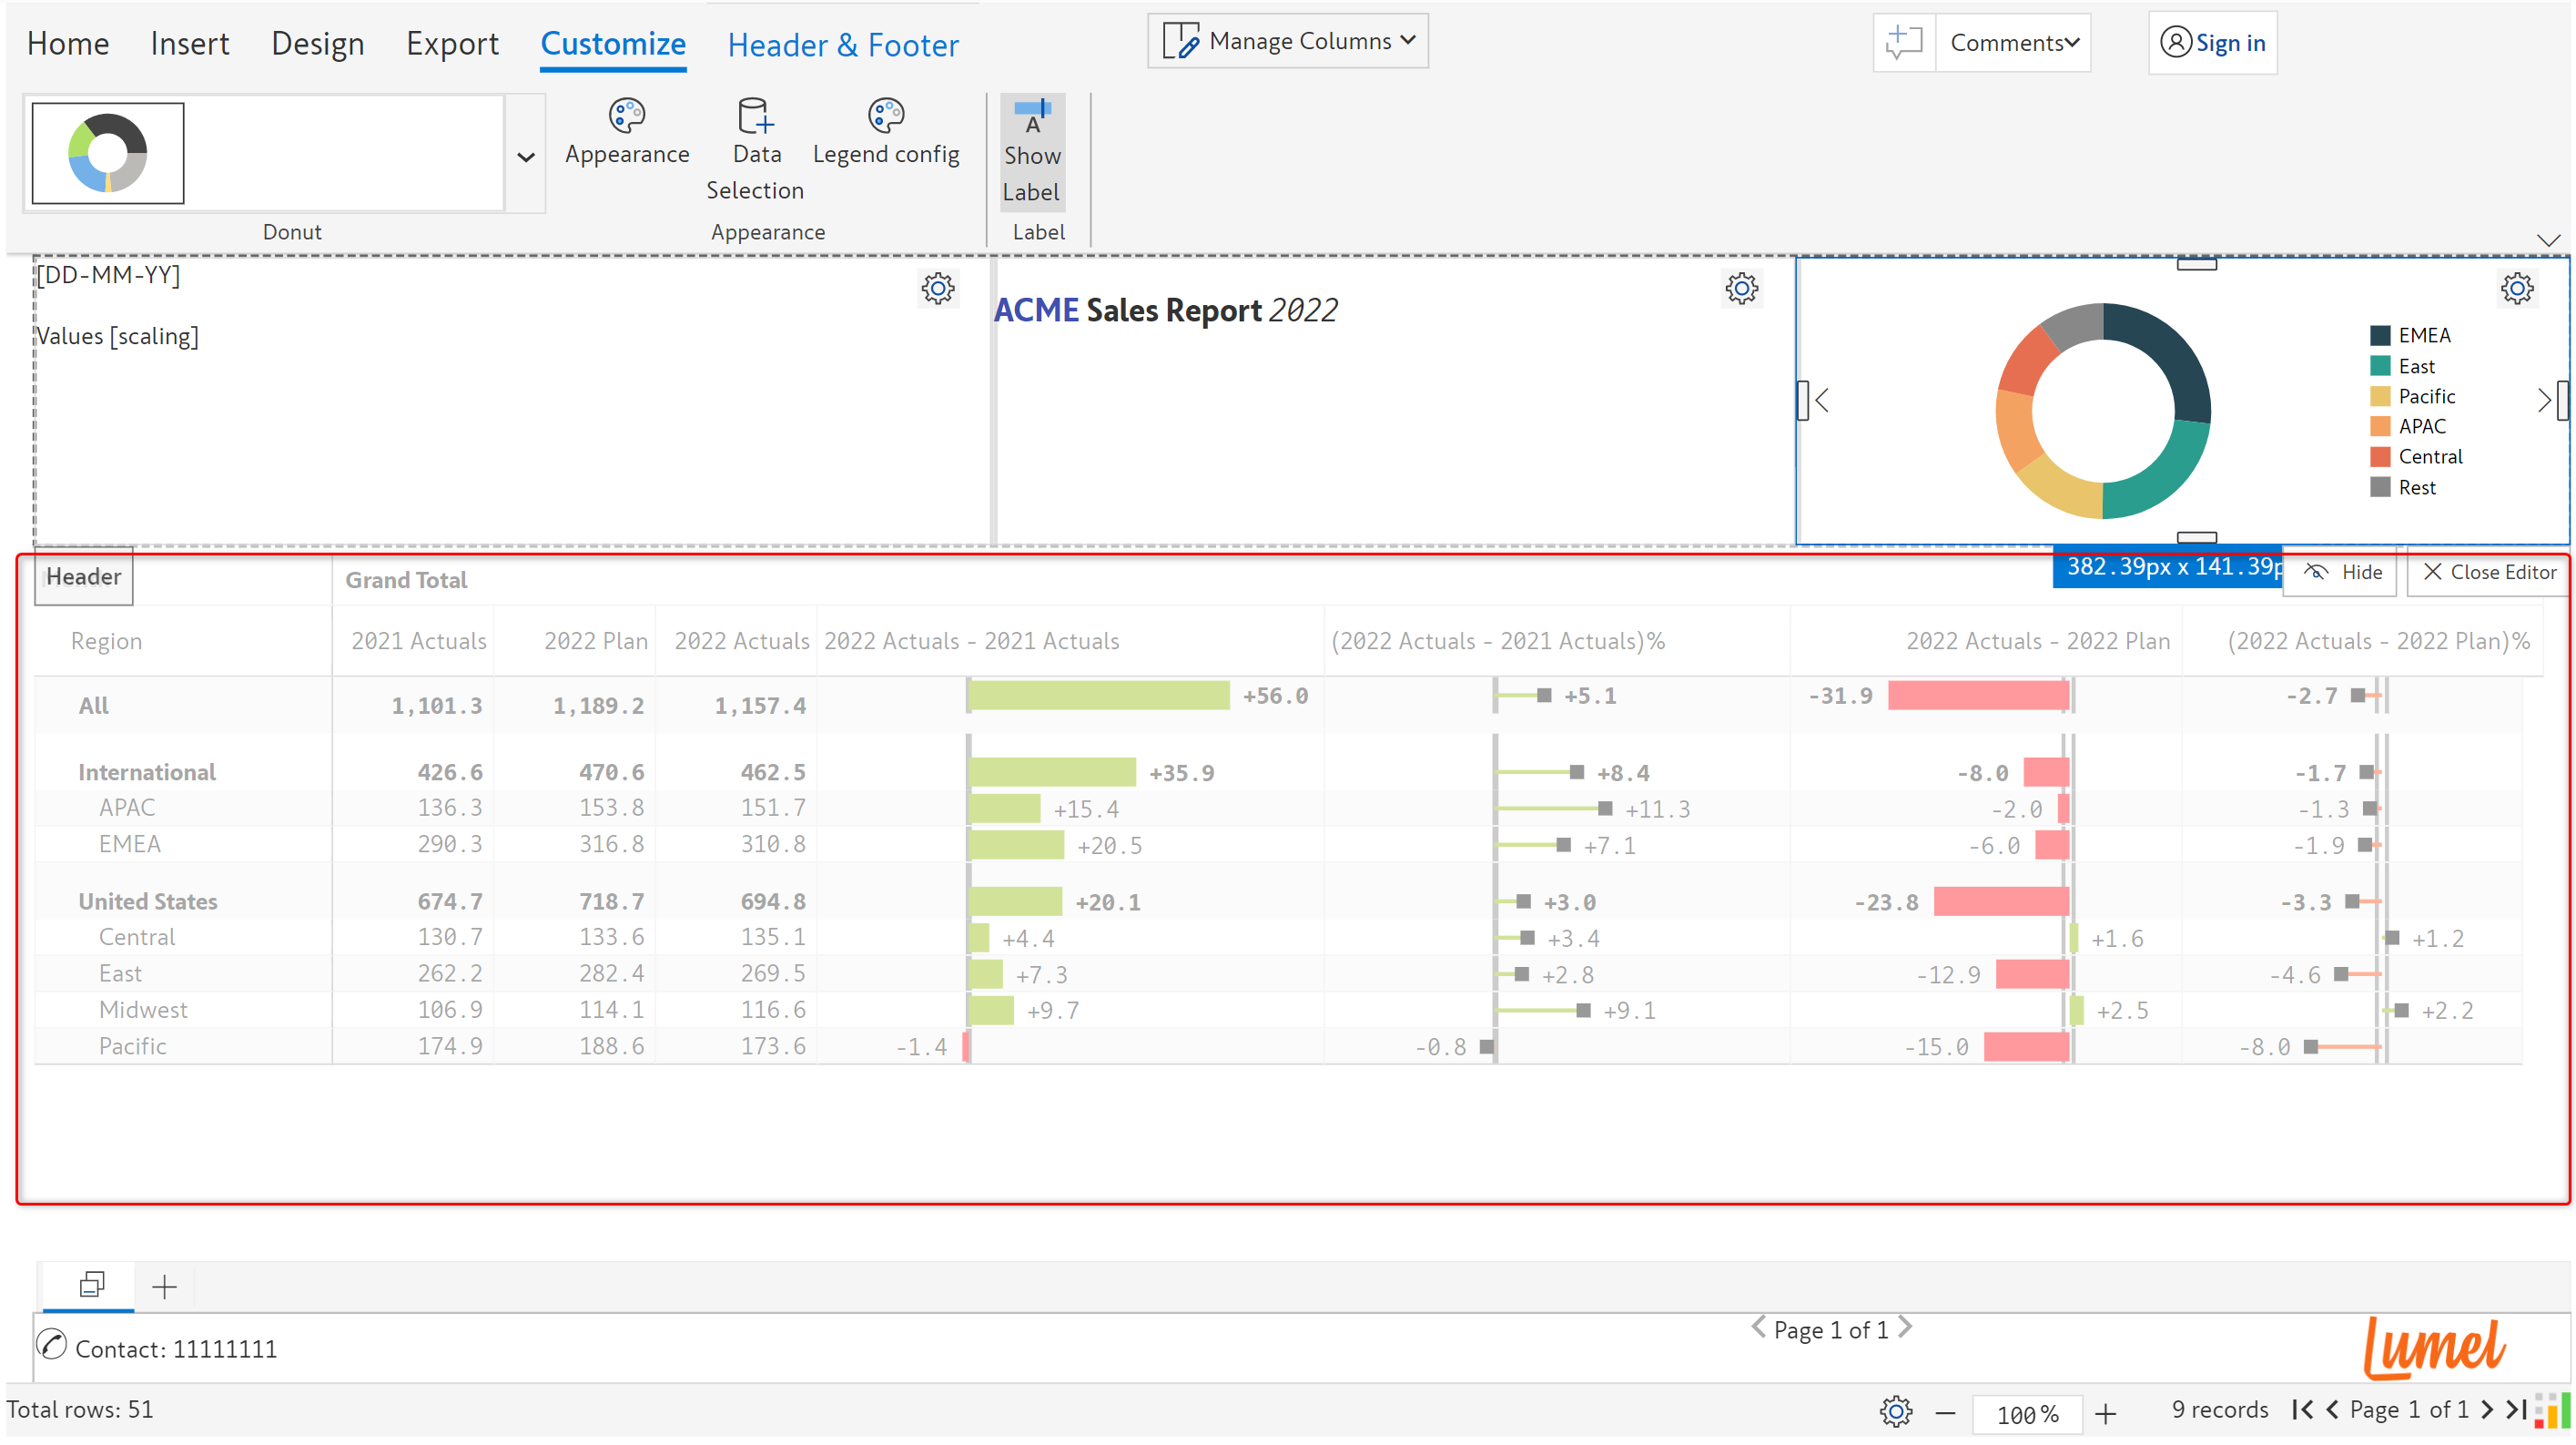 Home Insert Design Export Customize Header & Footer Manage Columns Comments Sign in
Appearance Data Selection Legend config A Show Label
Donut Appearance Label
[DD-MM-YY]
Values [scaling]
ACME Sales Report 2022
EMEA
East
Pacific
APAC
Central
Rest
Header Grand Total 382.39px x 141.39p Hide Close Editor
Region 2021 Actuals 2022 Plan 2022 Actuals 2022 Actuals - 2021 Actuals (2022 Actuals - 2021 Actuals)% 2022 Actuals - 2022 Plan (2022 Actuals - 2022 Plan)%
All 1,101.3 1,189.2 1,157.4 +56.0 +5.1 -31.9 -2.7
International 426.6 470.6 462.5 +35.9 +8.4 -8.0 -1.7
APAC 136.3 153.8 151.7 +15.4 +11.3 -2.0 -1.3
EMEA 290.3 316.8 310.8 +20.5 +7.1 -6.0 -1.9
United States 674.7 718.7 694.8 +20.1 +3.0 -23.8 -3.3
Central 130.7 133.6 135.1 +4.4 +3.4 +1.6 +1.2
East 262.2 282.4 269.5 +7.3 +2.8 -12.9 -4.6
Midwest 106.9 114.1 116.6 +9.7 +9.1 +2.5 +2.2
Pacific 174.9 188.6 173.6 -1.4 -0.8 -15.0 -8.0
Contact: 11111111 Page 1 of 1 Lumel
Total rows: 51 100% 9 records Page 1 of 1